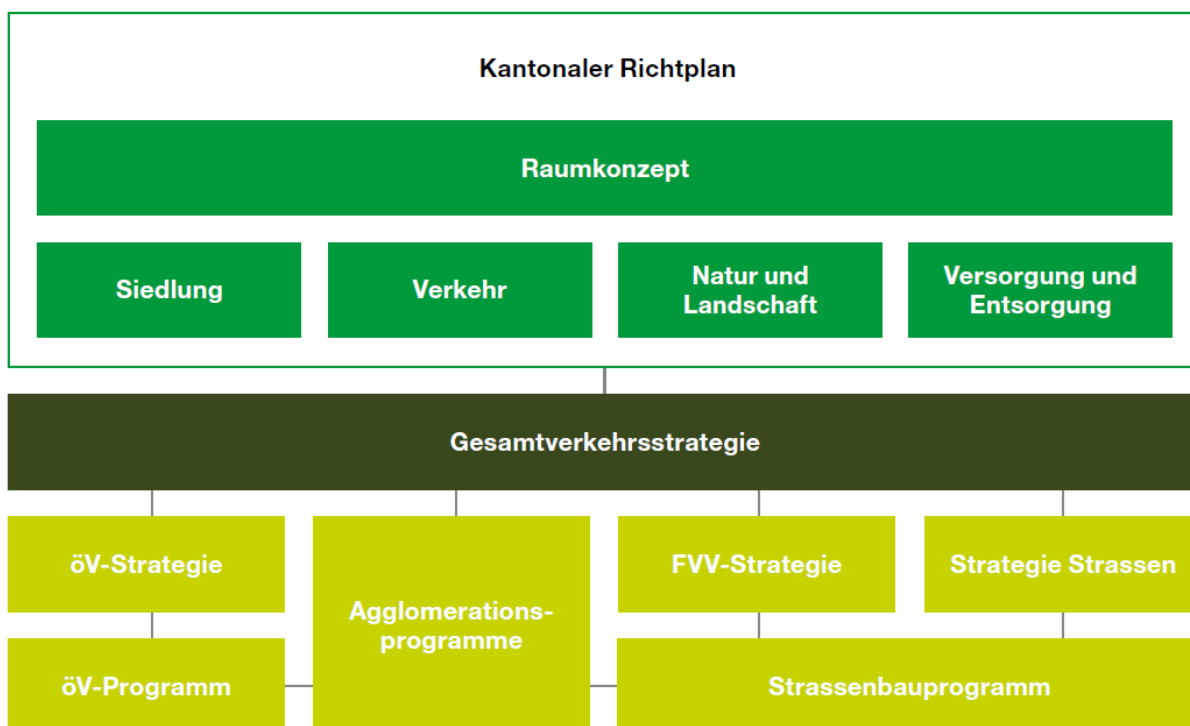 Kantonaler Richtplan
Raumkonzept
Siedlung
Verkehr
Natur und
Landschaft
Versorgung und
Entsorgung
Gesamtverkehrsstrategie
öV-Strategie
Agglomerations-
programme
FVV-Strategie
Strategie Strassen
öV-Programm
Strassenbauprogramm